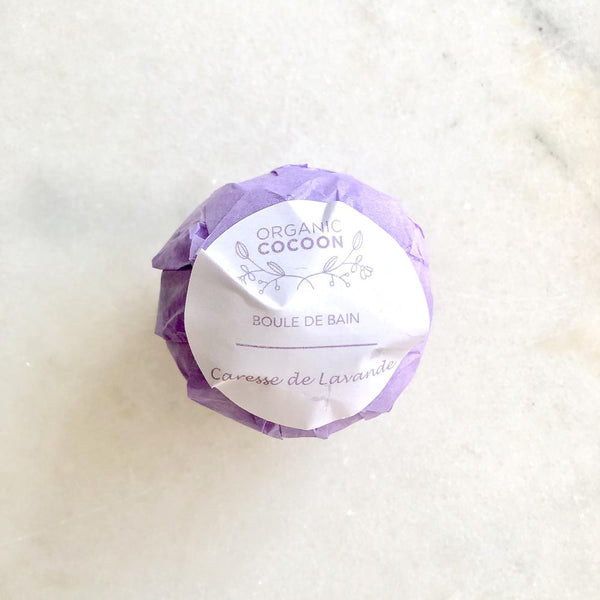 ORGANIC
COCOON
BOULE DE BAIN
Caresse de Lavande